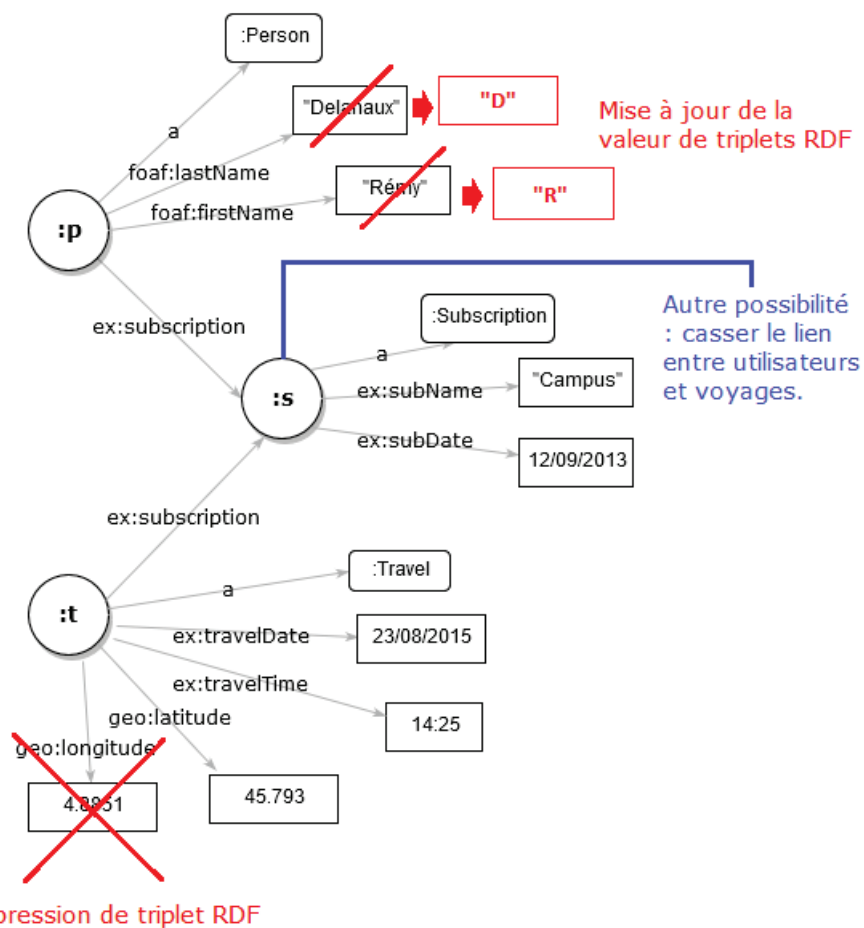 :Person
"Delanaux"
"D"
Mise à jour de la
valeur de triplets RDF
a
foaf:lastName
"Rémy"
"R"
foaf:firstName
:p
ex:subscription
Autre possibilité
: casser le lien
entre utilisateurs
et voyages.
:Subscription
a
:s
ex:subName
"Campus"
ex:subDate
12/09/2013
ex:subscription
:Travel
a
:t
ex:travelDate
23/08/2015
ex:travelTime
14:25
geo:latitude
geo:longitude
45.793
pression de triplet RDF